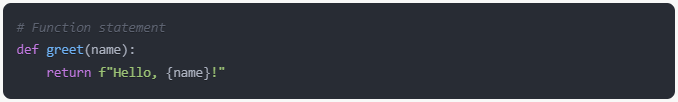 # Function statement
def greet(name):
    return f"Hello, {name}!"